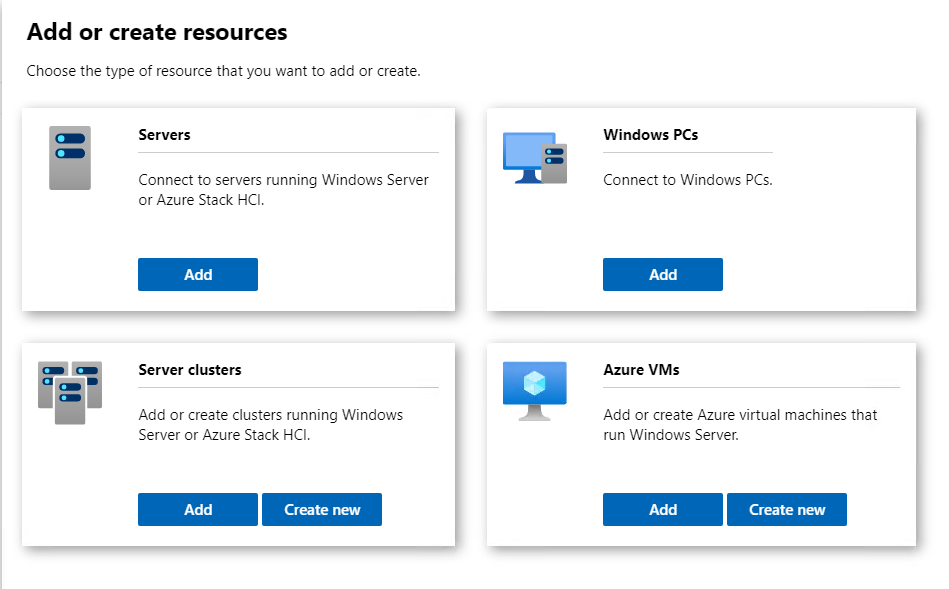 Add or create resources
Choose the type of resource that you want to add or create.
Servers
Connect to servers running Windows Server
or Azure Stack HCI.
Add
Windows PCs
Connect to Windows PCs.
Add
Server clusters
Add or create clusters running Windows
Server or Azure Stack HCI.
Add
Create new
Azure VMs
Add or create Azure virtual machines that
run Windows Server.
Add
Create new